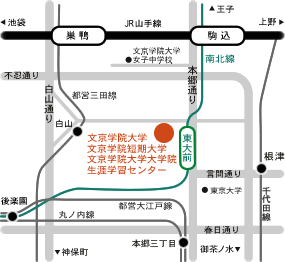 ▲王子
◀池袋
JR山手線
上野▶
巣鴨
駒込
文京学院大学
●女子中学校
南北線
不忍通り
本郷通り
都営三田線
白山通り
白山
文京学院大学
文京学院短期大学
文京学院大学大学院
生涯学習センター
東大前
根津
言問通り
●東京大学
千代田線
後楽園
都営大江戸線
丸ノ内線
春日通り
本郷三丁目
▼神保町
御茶ノ水▼